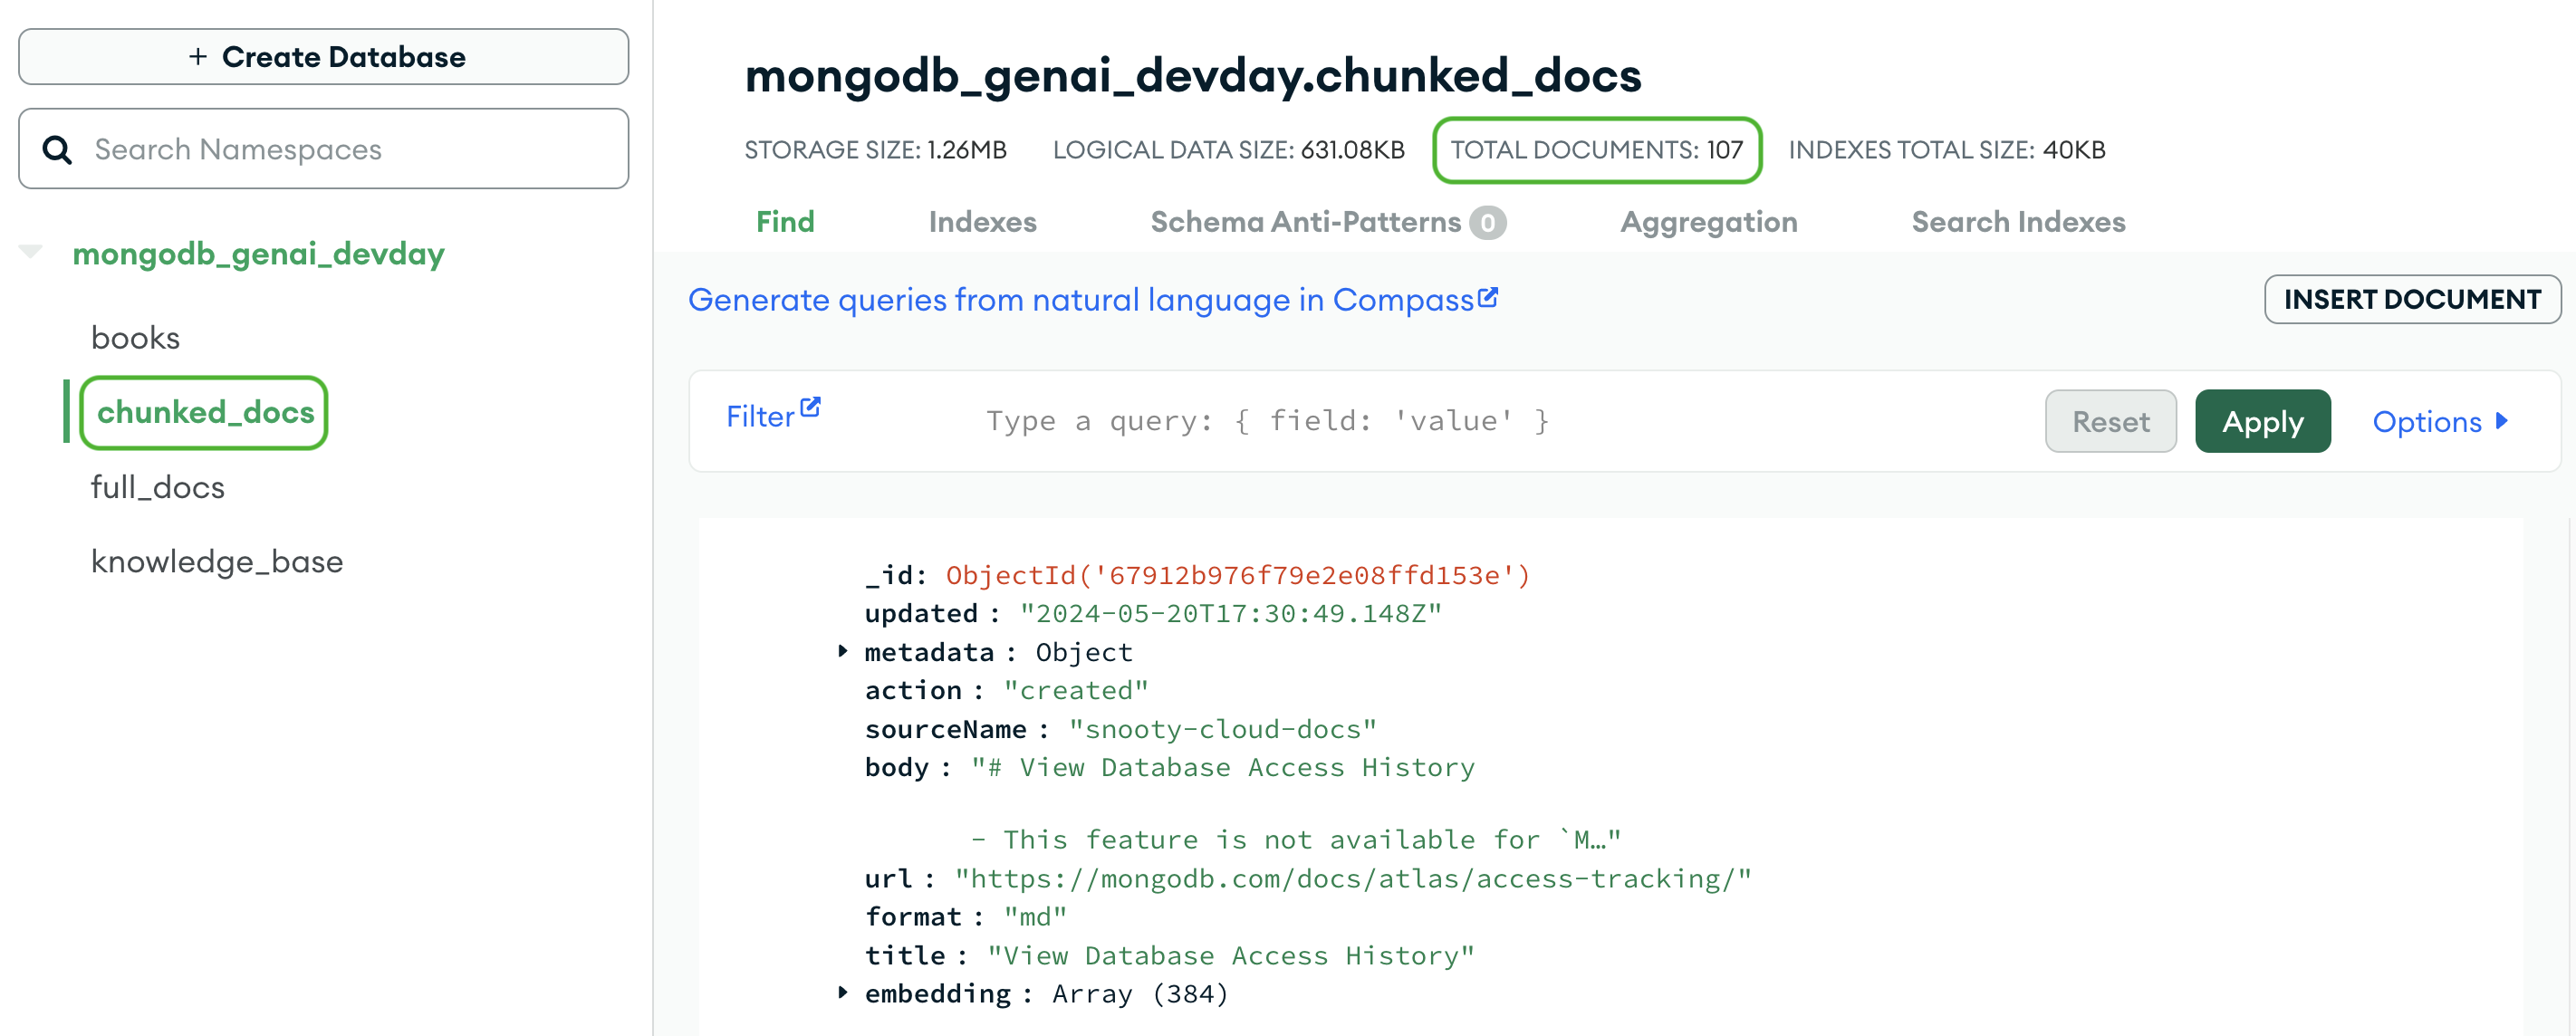 + Create Database
Search Namespaces
mongodb_genai_devday
books
chunked_docs
full_docs
knowledge_base
mongodb_genai_devday.chunked_docs
STORAGE SIZE: 1.26MB LOGICAL DATA SIZE: 631.08KB TOTAL DOCUMENTS: 107 INDEXES TOTAL SIZE: 40KB
Find Indexes Schema Anti-Patterns 0 Aggregation Search Indexes
Generate queries from natural language in Compass
INSERT DOCUMENT
Filter Type a query: { field: 'value' } Reset Apply Options
_id: ObjectId('67912b976f79e2e08ffd153e')
updated : "2024-05-20T17:30:49.148Z"
metadata : Object
action : "created"
sourceName : "snooty-cloud-docs"
body : "# View Database Access History
- This feature is not available for `M…"
url : "https://mongodb.com/docs/atlas/access-tracking/"
format : "md"
title : "View Database Access History"
embedding : Array (384)